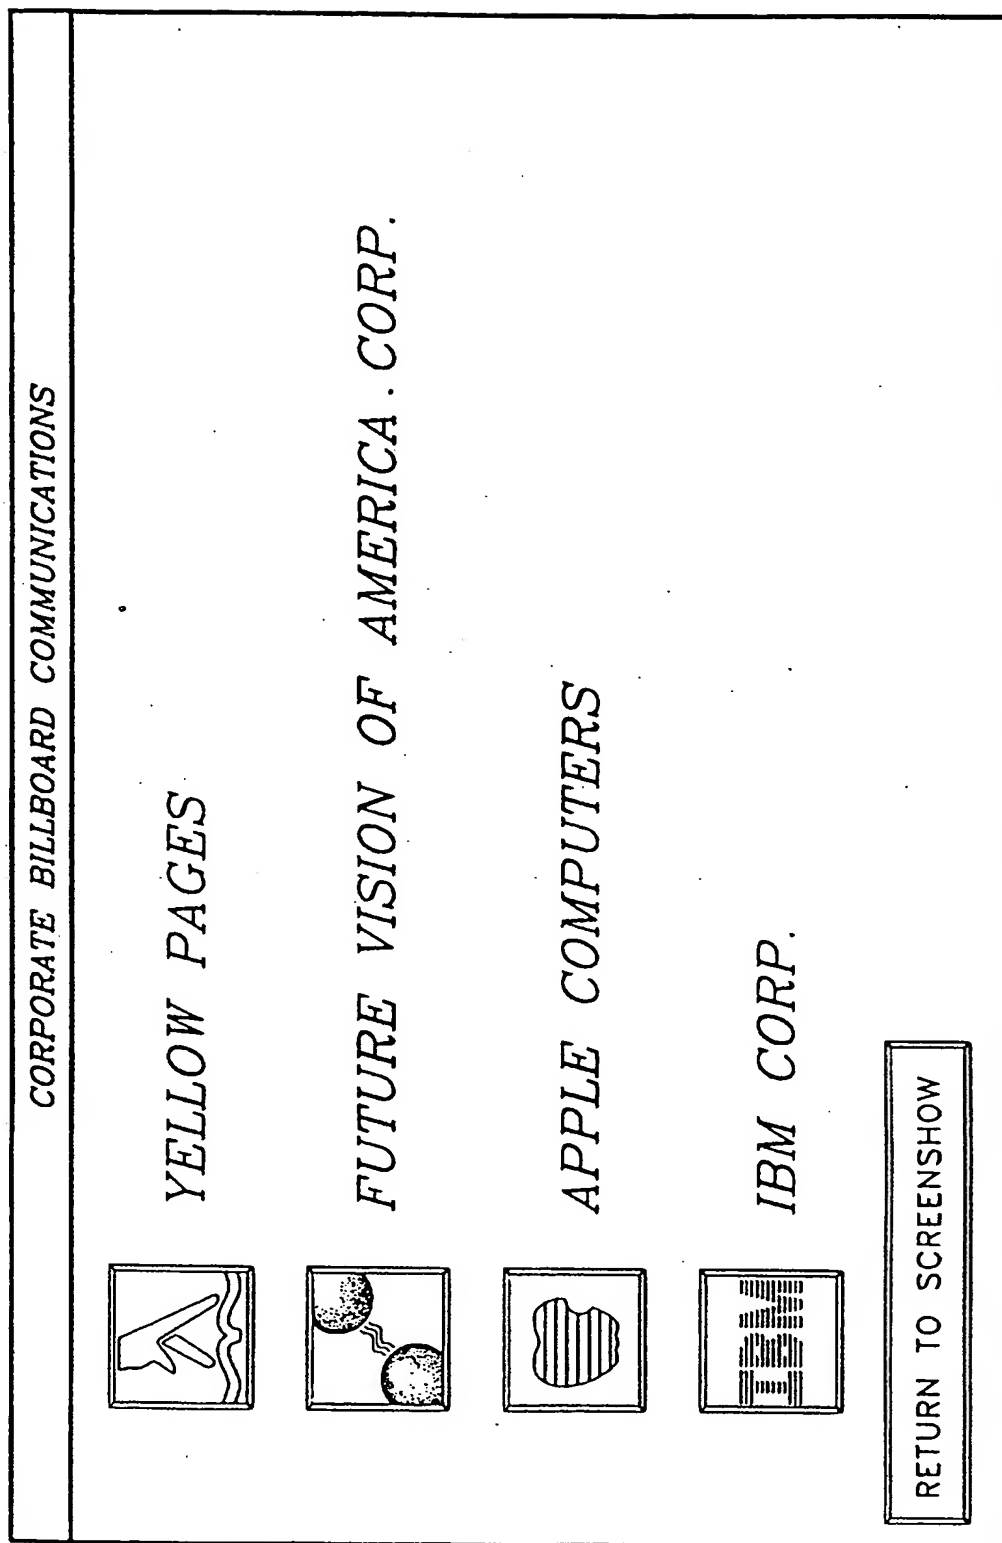 CORPORATE BILLBOARD COMMUNICATIONS
YELLOW PAGES
FUTURE VISION OF AMERICA. CORP.
APPLE COMPUTERS
IBM
IBM CORP.
RETURN TO SCREENSHOW